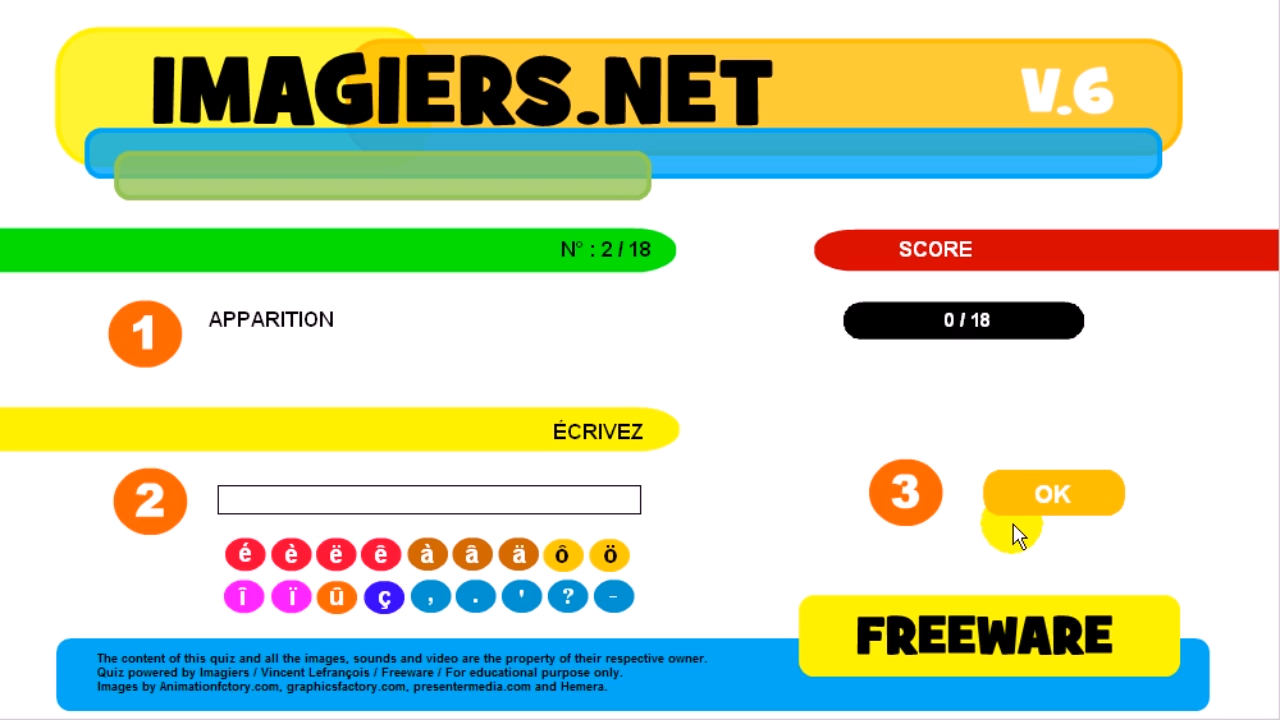 IMAGIERS.NET
V.6
N° : 2 / 18
SCORE
1
APPARITION
0 / 18
ÉCRIVEZ
2
3
OK
é è ë ê à â ä ô ö
î ï û ç , . ' ? -
FREEWARE
The content of this quiz and all the images, sounds and video are the property of their respective owner.
Quiz powered by Imagiers / Vincent Lefrançois / Freeware / For educational purpose only.
Images by Animationfctory.com, graphicsfactory.com, presentermedia.com and Hemera.